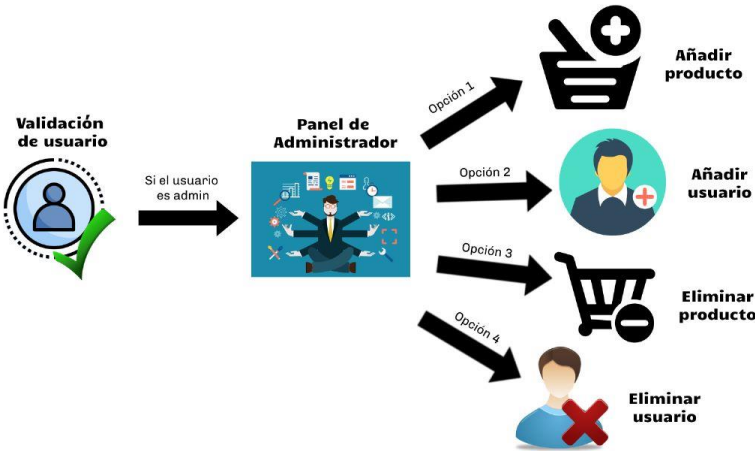 Validación
de usuario
Si el usuario
es admin
Panel de
Administrador
Opción 1
Añadir
producto
Opción 2
Añadir
usuario
Opción 3
Eliminar
producto
Opción 4
Eliminar
usuario